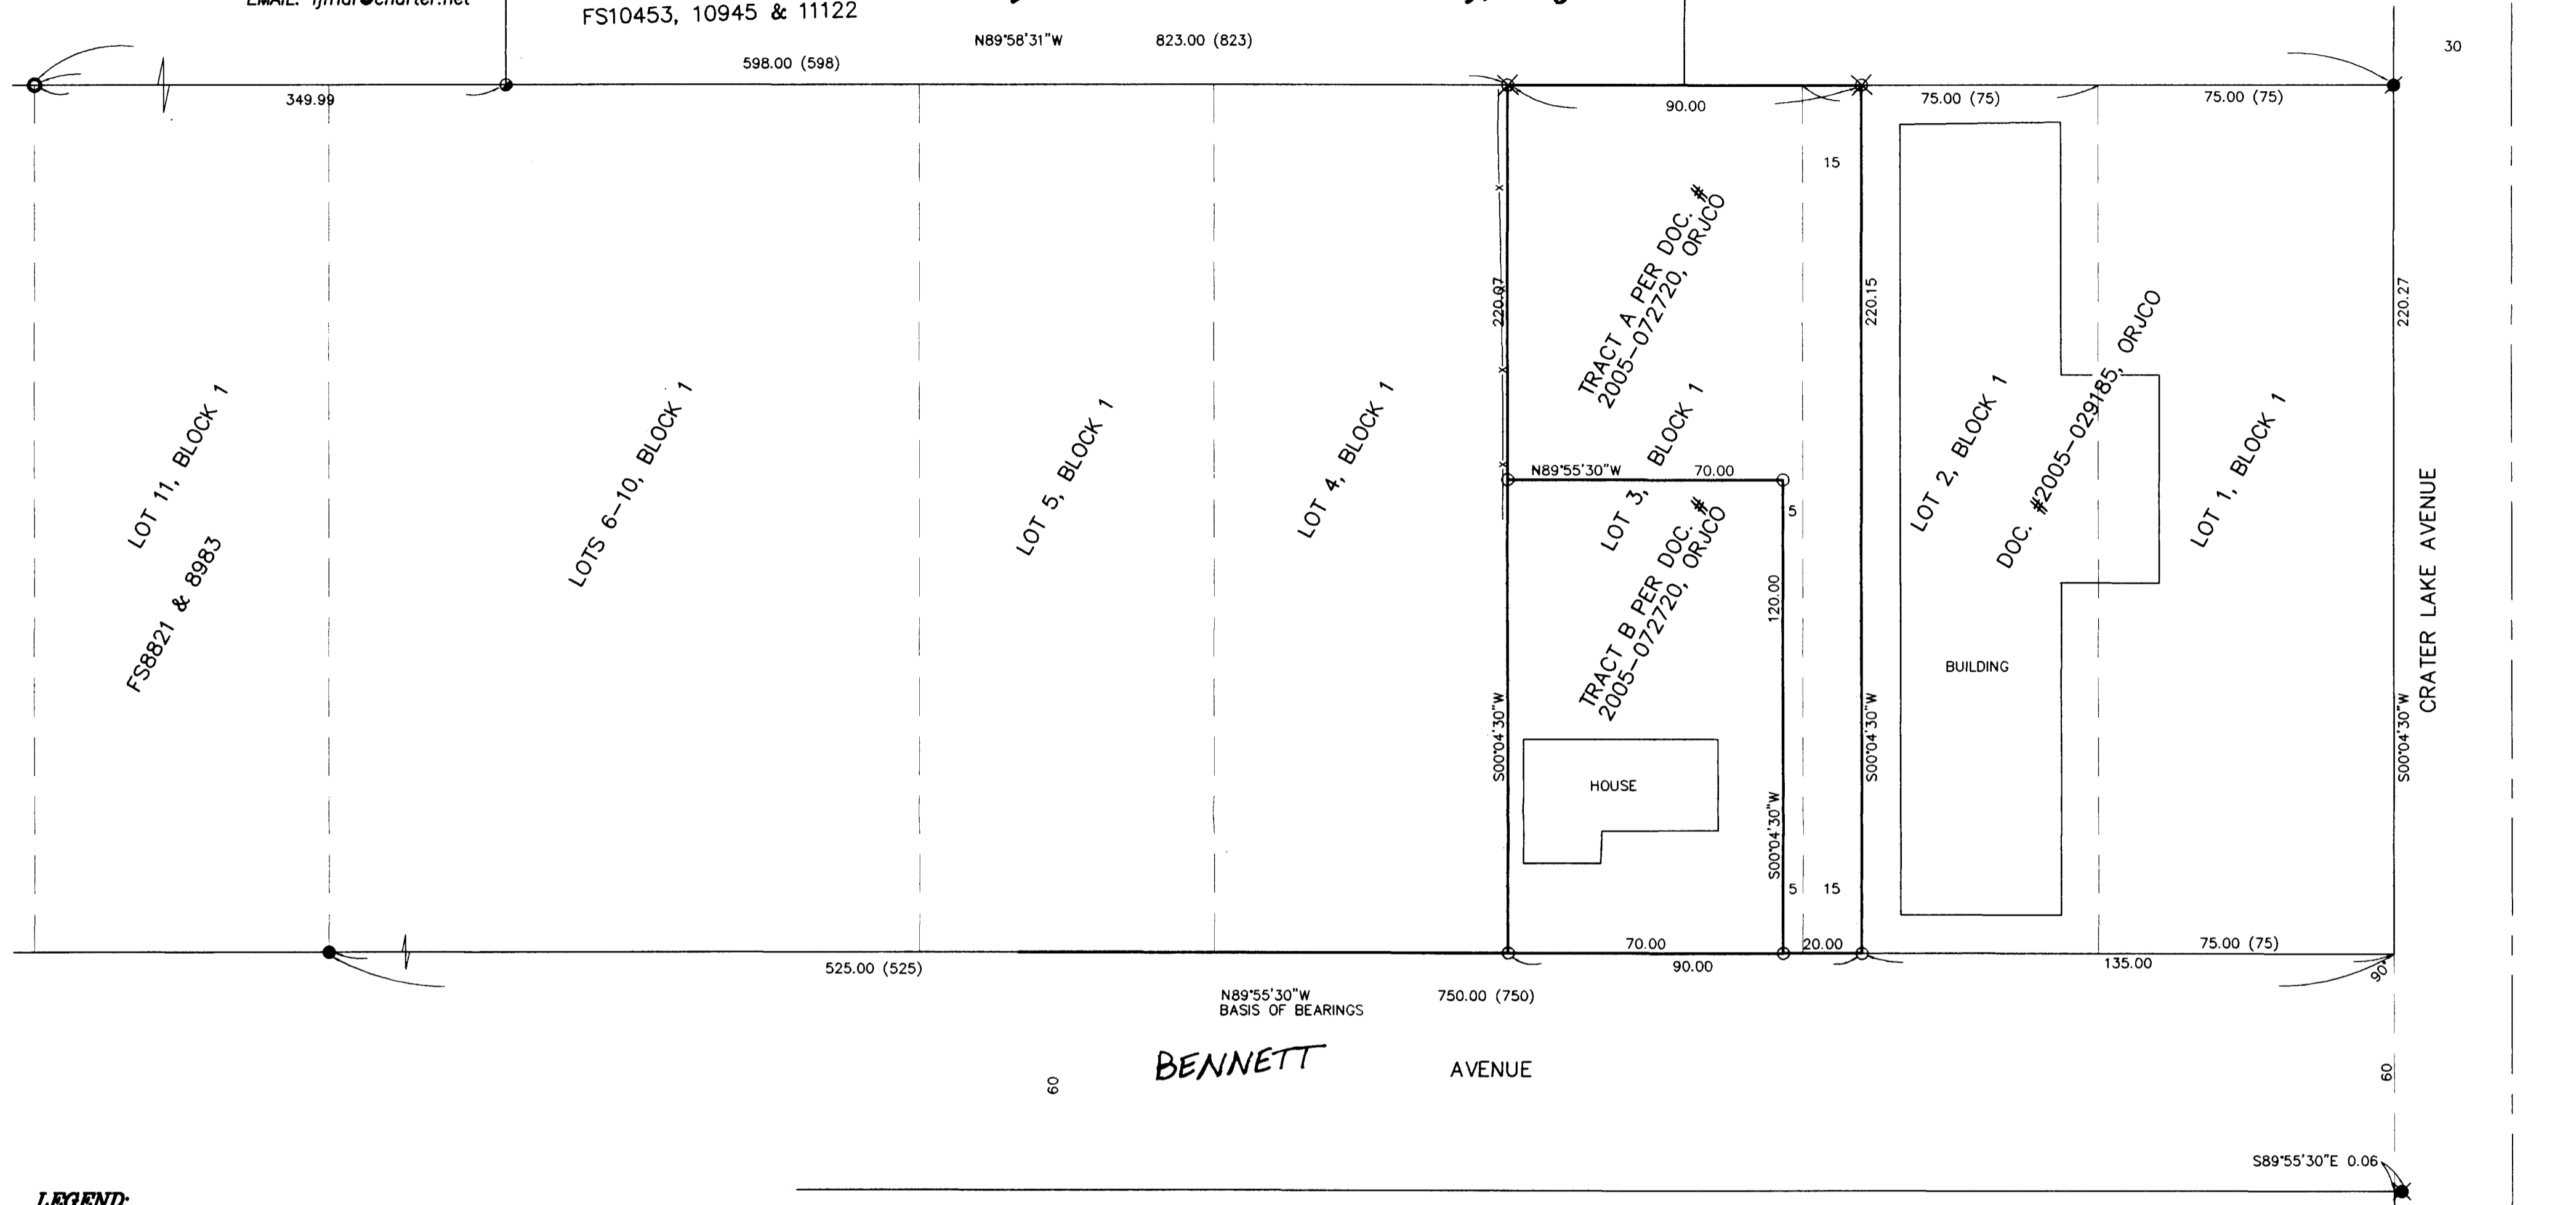 FS10453, 10945 & 11122
N89°58'31"W 823.00 (823)
598.00 (598)
30
349.99
90.00
75.00 (75)
75.00 (75)
15
TRACT A PER DOC. #
2005-072720, ORJCO
220.07
220.15
220.27
LOT 11, BLOCK 1
FS8821 & 8983
LOTS 6-10, BLOCK 1
LOT 5, BLOCK 1
LOT 4, BLOCK 1
LOT 3, BLOCK 1
LOT 2, BLOCK 1
DOC. #2005-029185, ORJCO
LOT 1, BLOCK 1
CRATER LAKE AVENUE
x
x
x
N89°55'30"W 70.00
5
120.00
TRACT B PER DOC. #
2005-072720, ORJCO
BUILDING
S00°04'30"W
S00°04'30"W
S00°04'30"W
S00°04'30"W
HOUSE
5 15
70.00
20.00
75.00 (75)
525.00 (525)
90.00
135.00
90°
N89°55'30"W 750.00 (750)
BASIS OF BEARINGS
BENNETT AVENUE
60
60
S89°55'30"E 0.06
LEGEND: